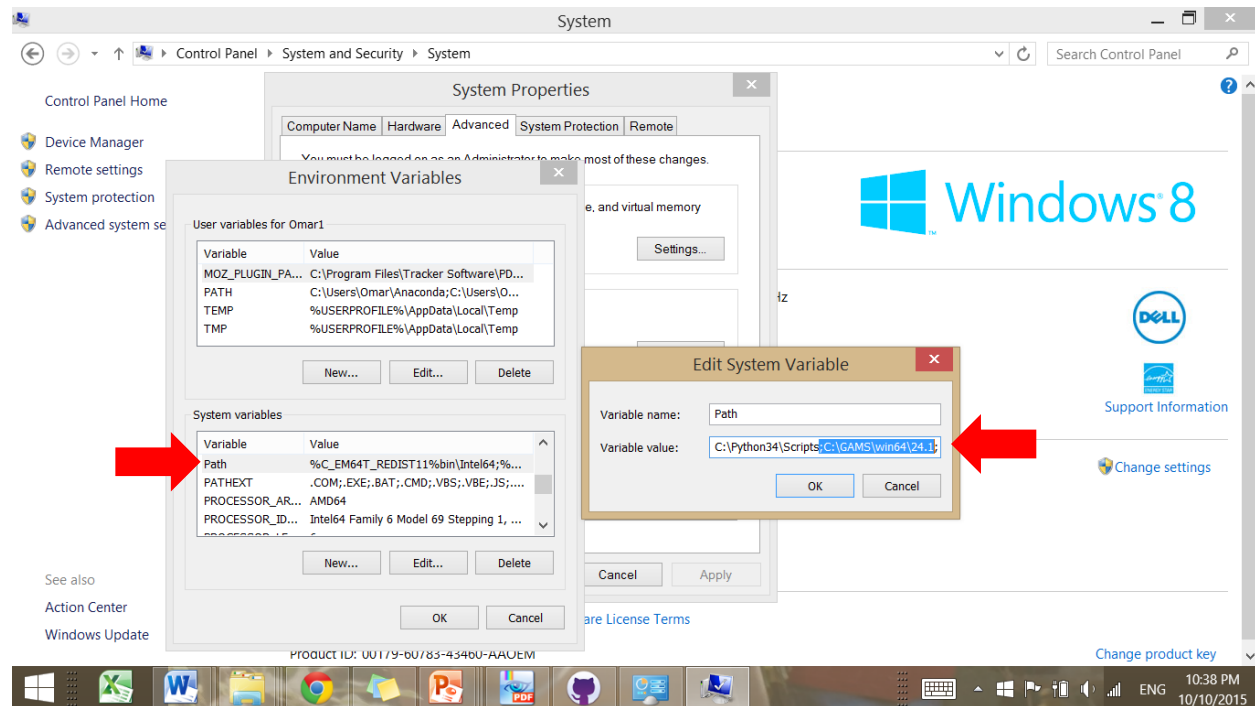 System
Control Panel ▸ System and Security ▸ System
Search Control Panel
Control Panel Home
Device Manager
Remote settings
System protection
Advanced system se
System Properties
Computer Name Hardware Advanced System Protection Remote
You must be logged on as an Administrator to make most of these changes.
e, and virtual memory
Settings...
Environment Variables
User variables for Omar1
Variable Value
MOZ_PLUGIN_PA... C:\Program Files\Tracker Software\PD...
PATH C:\Users\Omar\Anaconda;C:\Users\O...
TEMP %USERPROFILE%\AppData\Local\Temp
TMP %USERPROFILE%\AppData\Local\Temp
New... Edit... Delete
System variables
Variable Value
Path %C_EM64T_REDIST11%bin\Intel64;%...
PATHEXT .COM;.EXE;.BAT;.CMD;.VBS;.VBE;.JS;....
PROCESSOR_AR... AMD64
PROCESSOR_ID... Intel64 Family 6 Model 69 Stepping 1, ...
New... Edit... Delete
OK Cancel
Edit System Variable
Variable name: Path
Variable value: C:\Python34\Scripts;C:\GAMS\win64\24.1;
OK Cancel
Cancel Apply
Windows 8
Hz
DELL
Support Information
Change settings
See also
Action Center
Windows Update
are License Terms
Product ID: 00179-60783-43460-AAOEM
Change product key
ENG
10:38 PM
10/10/2015